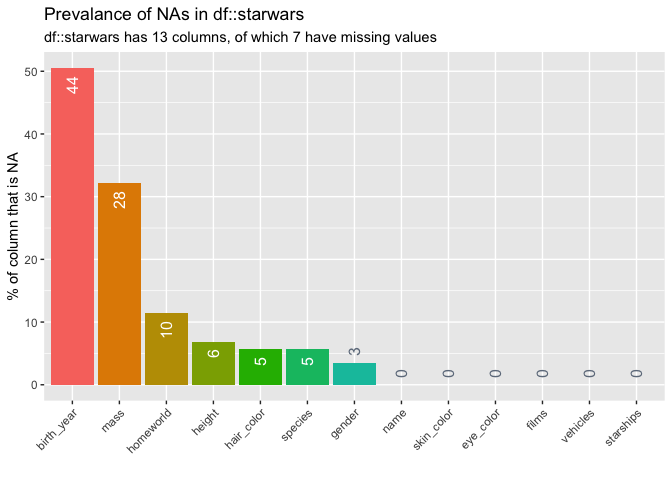 Prevalance of NAs in df::starwars
df::starwars has 13 columns, of which 7 have missing values
% of column that is NA
50
40
30
20
10
0
44
28
10
6
5
5
3
0
0
0
0
0
0
birth_year
mass
homeworld
height
hair_color
species
gender
name
skin_color
eye_color
films
vehicles
starships